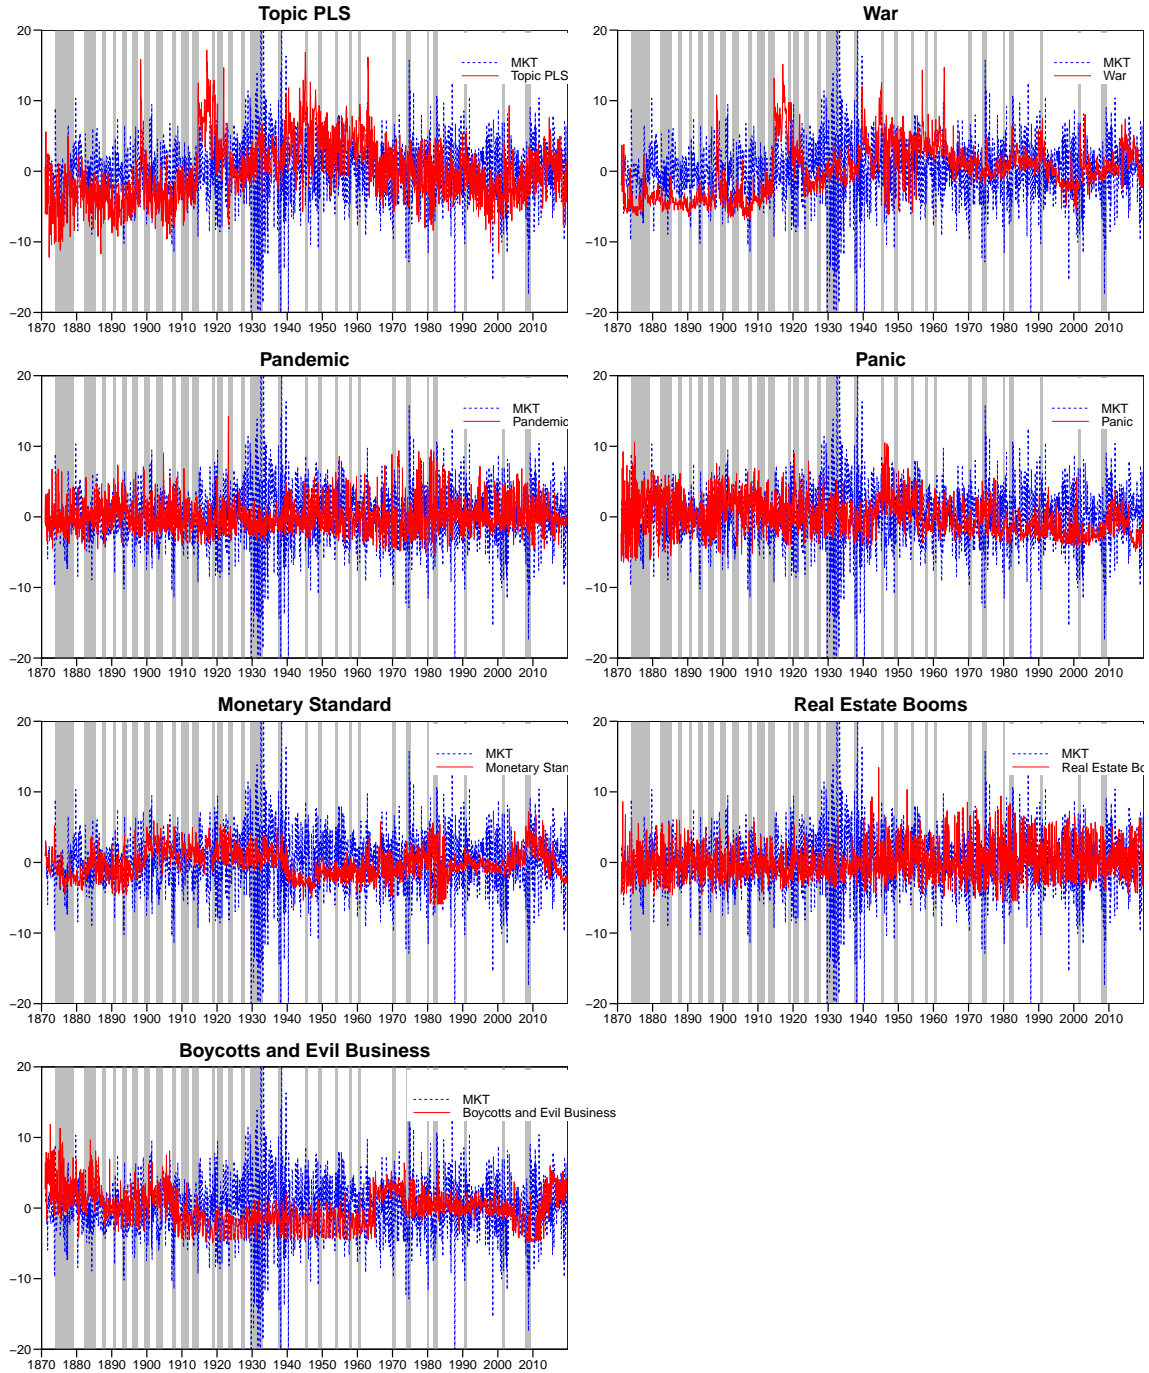 Topic PLS
20
10
0
−10
−20
MKT
Topic PLS
1870 1880 1890 1900 1910 1920 1930 1940 1950 1960 1970 1980 1990 2000 2010
War
20
10
0
−10
−20
MKT
War
1870 1880 1890 1900 1910 1920 1930 1940 1950 1960 1970 1980 1990 2000 2010
Pandemic
20
10
0
−10
−20
MKT
Pandemic
1870 1880 1890 1900 1910 1920 1930 1940 1950 1960 1970 1980 1990 2000 2010
Panic
20
10
0
−10
−20
MKT
Panic
1870 1880 1890 1900 1910 1920 1930 1940 1950 1960 1970 1980 1990 2000 2010
Monetary Standard
20
10
0
−10
−20
MKT
Monetary Stan
1870 1880 1890 1900 1910 1920 1930 1940 1950 1960 1970 1980 1990 2000 2010
Real Estate Booms
20
10
0
−10
−20
MKT
Real Estate Bo
1870 1880 1890 1900 1910 1920 1930 1940 1950 1960 1970 1980 1990 2000 2010
Boycotts and Evil Business
20
10
0
−10
−20
MKT
Boycotts and Evil Business
1870 1880 1890 1900 1910 1920 1930 1940 1950 1960 1970 1980 1990 2000 2010